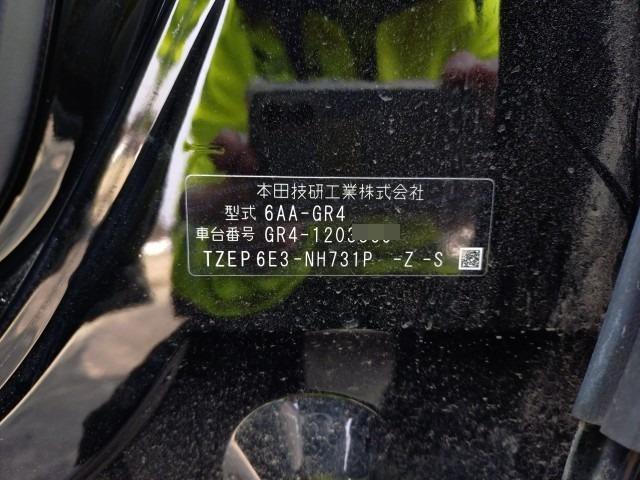 本田技研工業株式会社
型式 6AA-GR4
車台番号 GR4-1203
TZEP 6E3-NH731P -Z -S